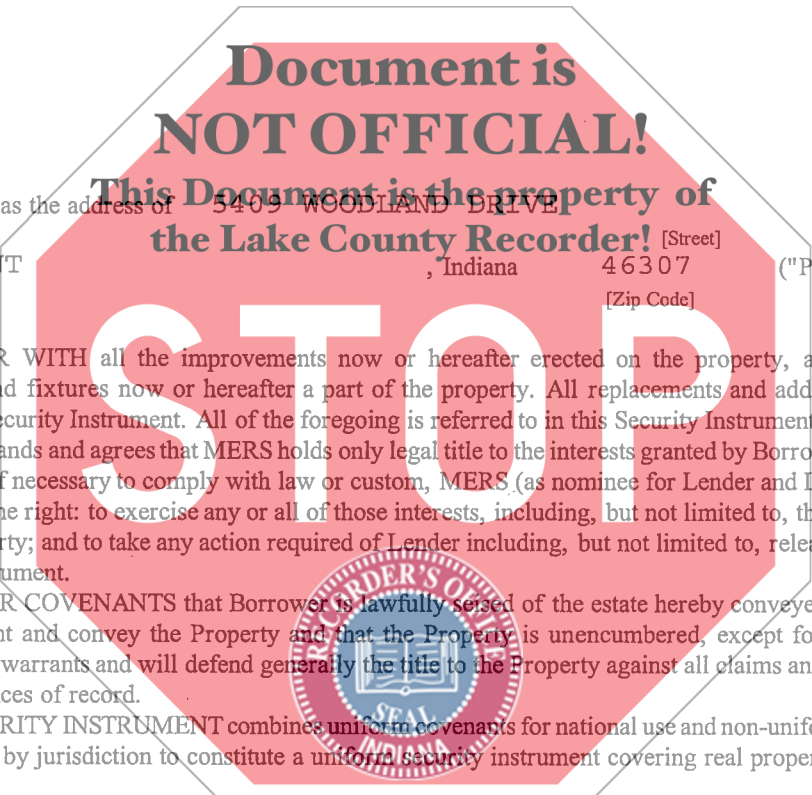 Document is
NOT OFFICIAL!
This Document is the property of
as the address of 5409 WOODLAND DRIVE
the Lake County Recorder! [Street]
, Indiana 46307 ("P
[Zip Code]
STOP
R WITH all the improvements now or hereafter erected on the property, a
nd fixtures now or hereafter a part of the property. All replacements and add
ecurity Instrument. All of the foregoing is referred to in this Security Instrument
ands and agrees that MERS holds only legal title to the interests granted by Borro
f necessary to comply with law or custom, MERS (as nominee for Lender and L
he right: to exercise any or all of those interests, including, but not limited to, th
rty; and to take any action required of Lender including, but not limited to, relea
ument.
R COVENANTS that Borrower is lawfully seised of the estate hereby conveye
nt and convey the Property and that the Property is unencumbered, except fo
warrants and will defend generally the title to the Property against all claims an
ces of record.
RITY INSTRUMENT combines uniform covenants for national use and non-unifo
by jurisdiction to constitute a uniform security instrument covering real proper
RECORDER'S OFFICE
SEAL
INDIANA